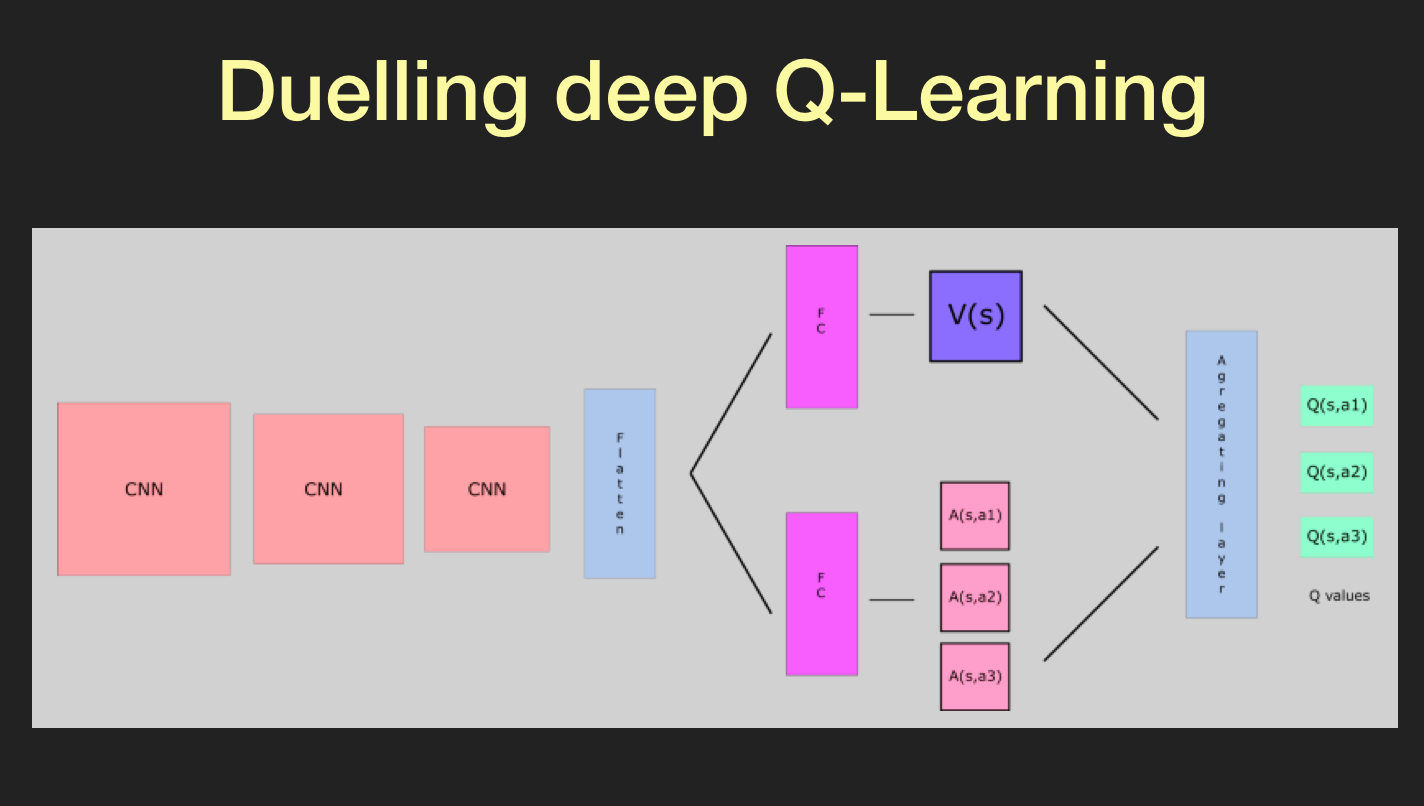 Duelling deep Q-Learning
CNN
CNN
CNN
Flatten
FC
V(s)
FC
A(s,a1)
A(s,a2)
A(s,a3)
Agregating layer
Q(s,a1)
Q(s,a2)
Q(s,a3)
Q values